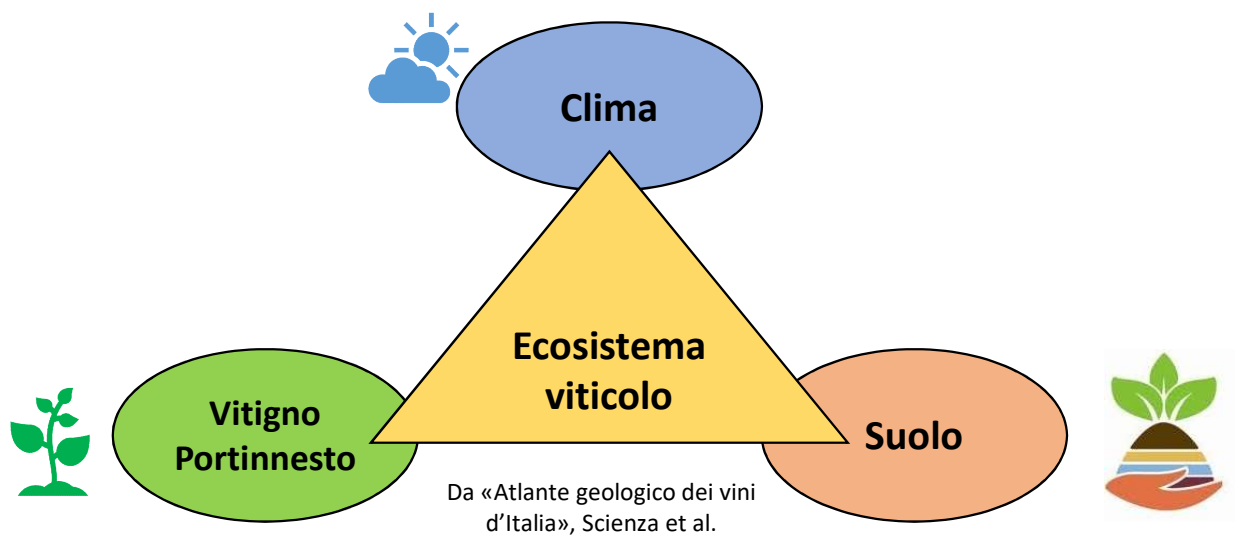 Clima
Ecosistema
viticolo
Vitigno
Portinnesto
Suolo
Da «Atlante geologico dei vini
d’Italia», Scienza et al.